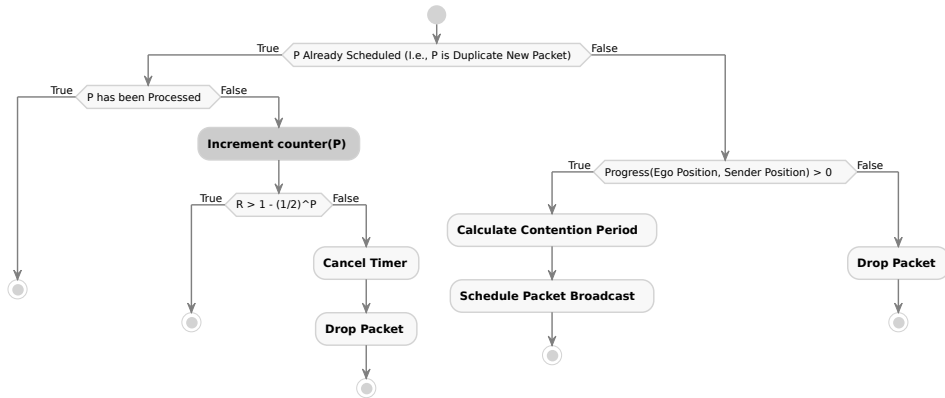 True
P Already Scheduled (I.e., P is Duplicate New Packet)
False
True
P has been Processed
False
Increment counter(P)
True
R > 1 - (1/2)^P
False
Cancel Timer
Drop Packet
True
Progress(Ego Position, Sender Position) > 0
False
Calculate Contention Period
Schedule Packet Broadcast
Drop Packet